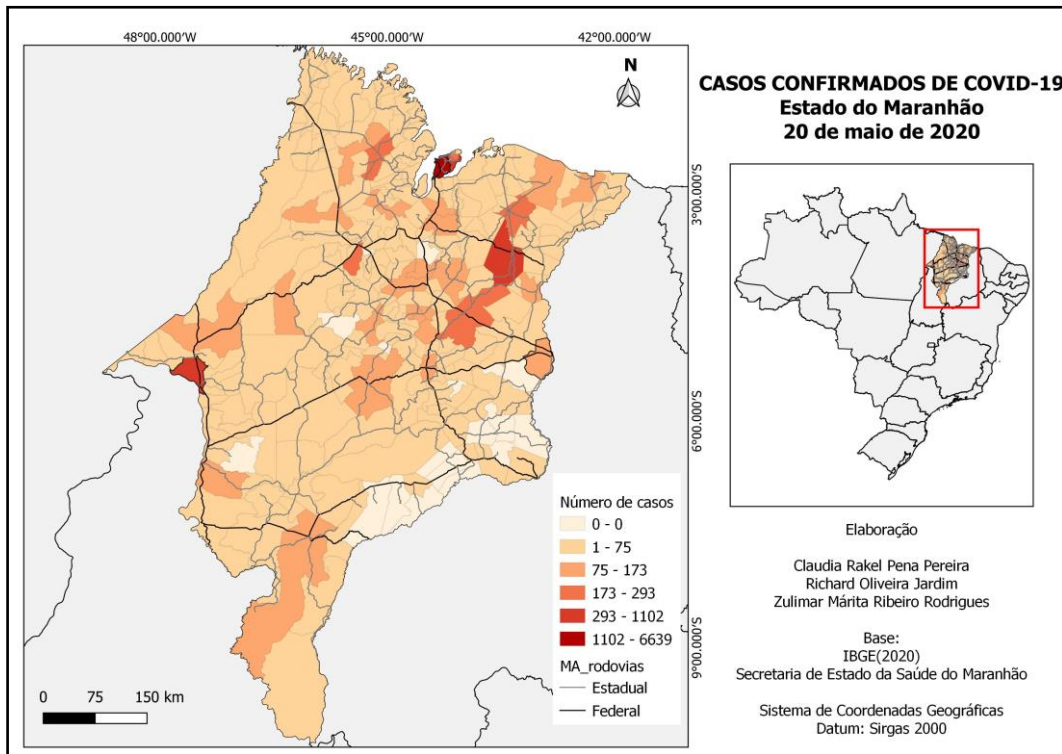 48°00.000'W
45°00.000'W
42°00.000'W
N
3°00.000'S
6°00.000'S
9°00.000'S
Número de casos
0 - 0
1 - 75
75 - 173
173 - 293
293 - 1102
1102 - 6639
MA_rodovias
Estadual
Federal
0 75 150 km
CASOS CONFIRMADOS DE COVID-19
Estado do Maranhão
20 de maio de 2020
Elaboração
Claudia Rakel Pena Pereira
Richard Oliveira Jardim
Zulimar Márita Ribeiro Rodrigues
Base:
IBGE(2020)
Secretaria de Estado da Saúde do Maranhão
Sistema de Coordenadas Geográficas
Datum: Sirgas 2000